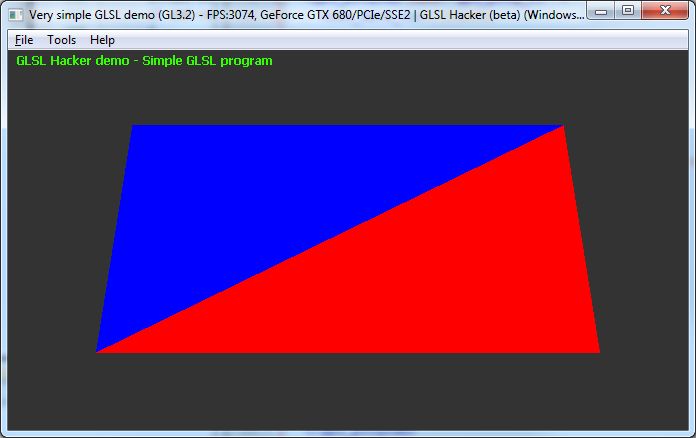 Very simple GLSL demo (GL3.2) - FPS:3074, GeForce GTX 680/PCIe/SSE2 | GLSL Hacker (beta) (Windows...
File Tools Help
GLSL Hacker demo - Simple GLSL program